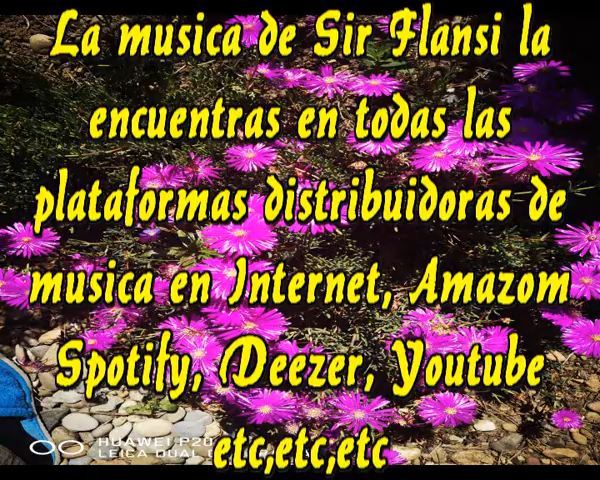 La musica de Sir Flansi la
encuentras en todas las
plataformas distribuidoras de
musica en Internet, Amazom
Spotify, Deezer, Youtube
etc,etc,etc
HUAWEI P20
LEICA DUAL